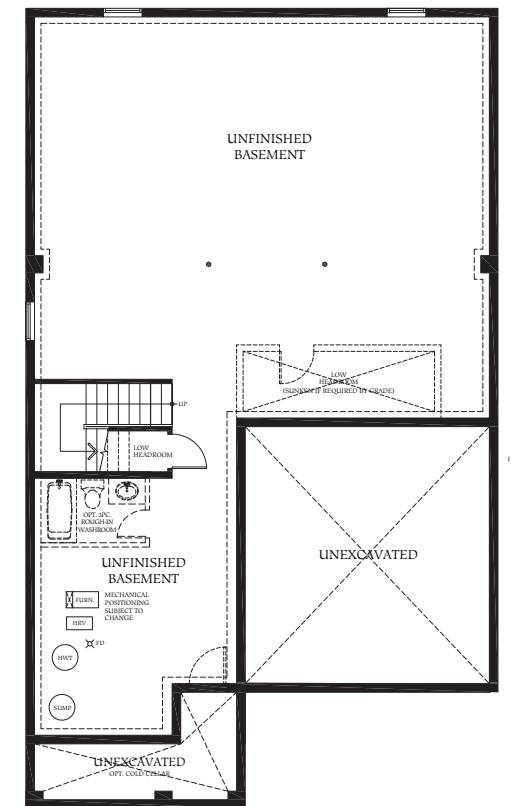 UNFINISHED
BASEMENT
LOW
HEADROOM
(SUNKEN IF REQUIRED BY GRADE)
UP
LOW
HEADROOM
OPT. 3PC.
ROUGH-IN
WASHROOM
UNFINISHED
BASEMENT
UNEXCAVATED
FURN.
MECHANICAL
POSITIONING
SUBJECT TO
CHANGE
HRV
FD
HWT
SUMP
UNEXCAVATED
OPT. COLD CELLAR